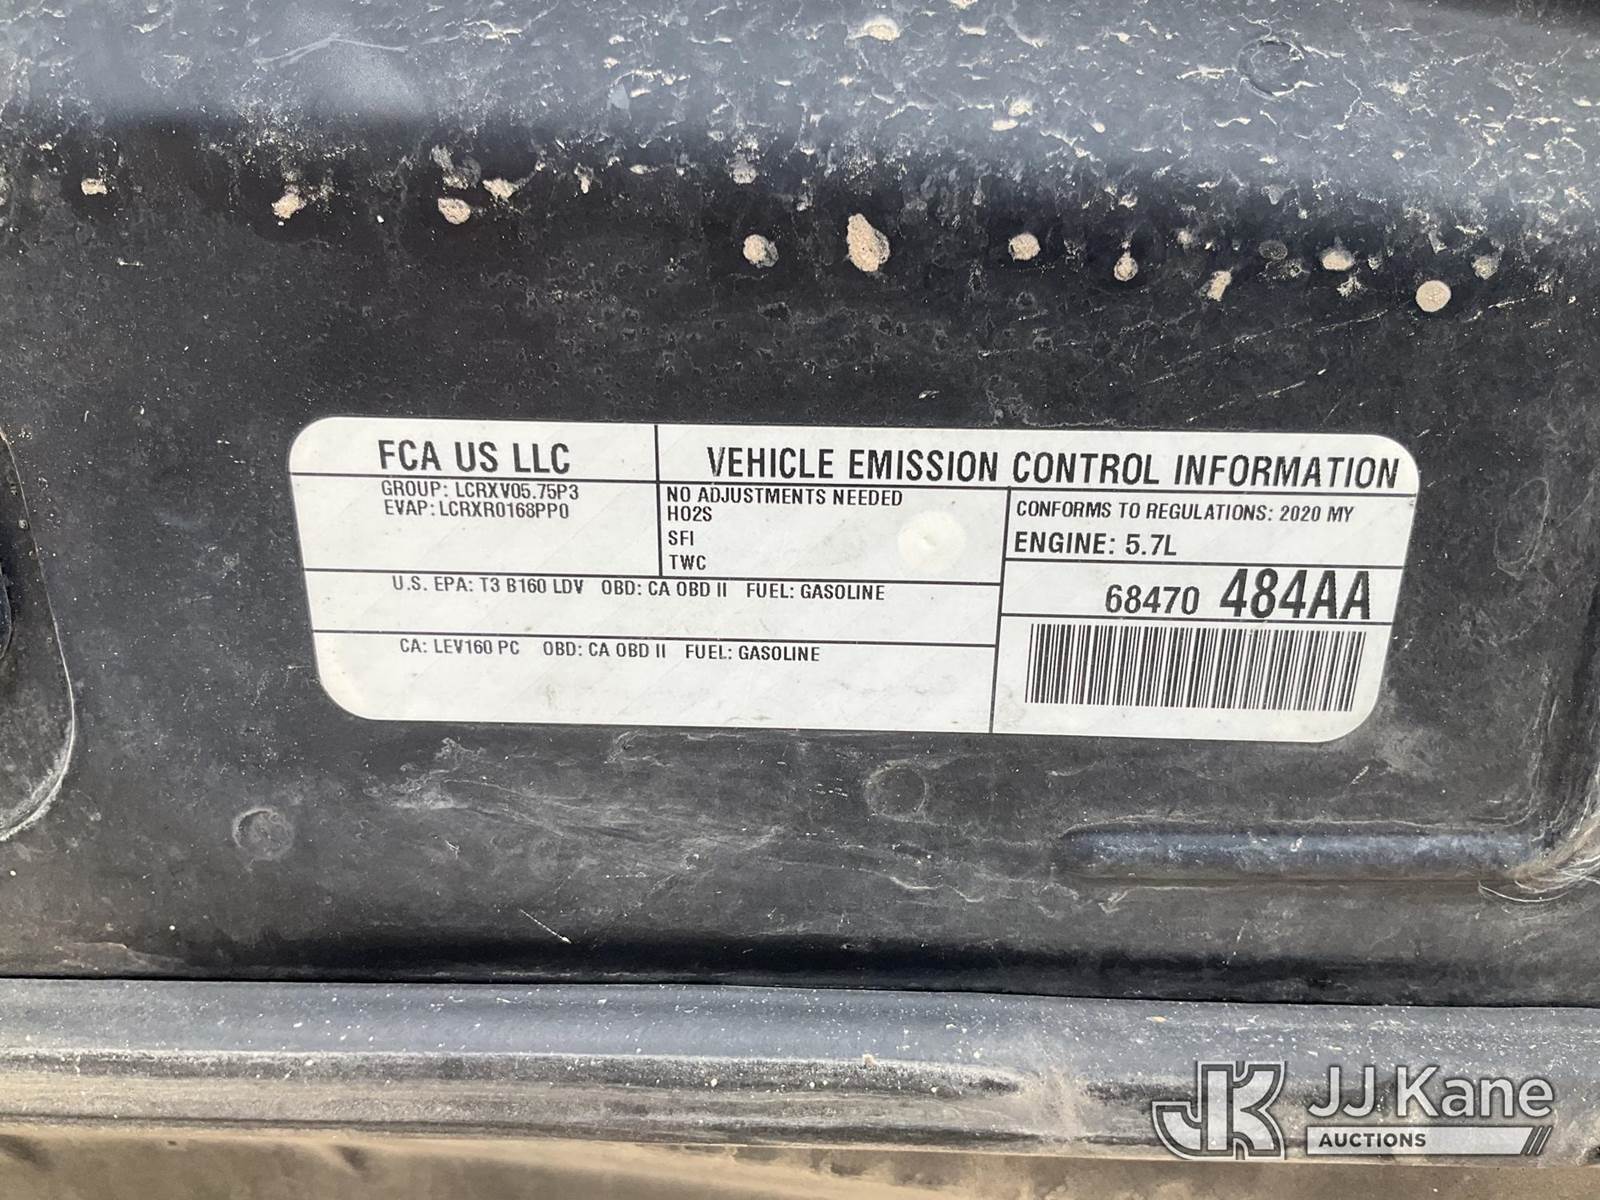 FCA US LLC
GROUP: LCRXV05.75P3
EVAP: LCRXR0168PP0
VEHICLE EMISSION CONTROL INFORMATION
NO ADJUSTMENTS NEEDED
HO2S
SFI
TWC
CONFORMS TO REGULATIONS: 2020 MY
ENGINE: 5.7L
U.S. EPA: T3 B160 LDV OBD: CA OBD II FUEL: GASOLINE
68470 484AA
CA: LEV160 PC OBD: CA OBD II FUEL: GASOLINE
JK JJ Kane
AUCTIONS